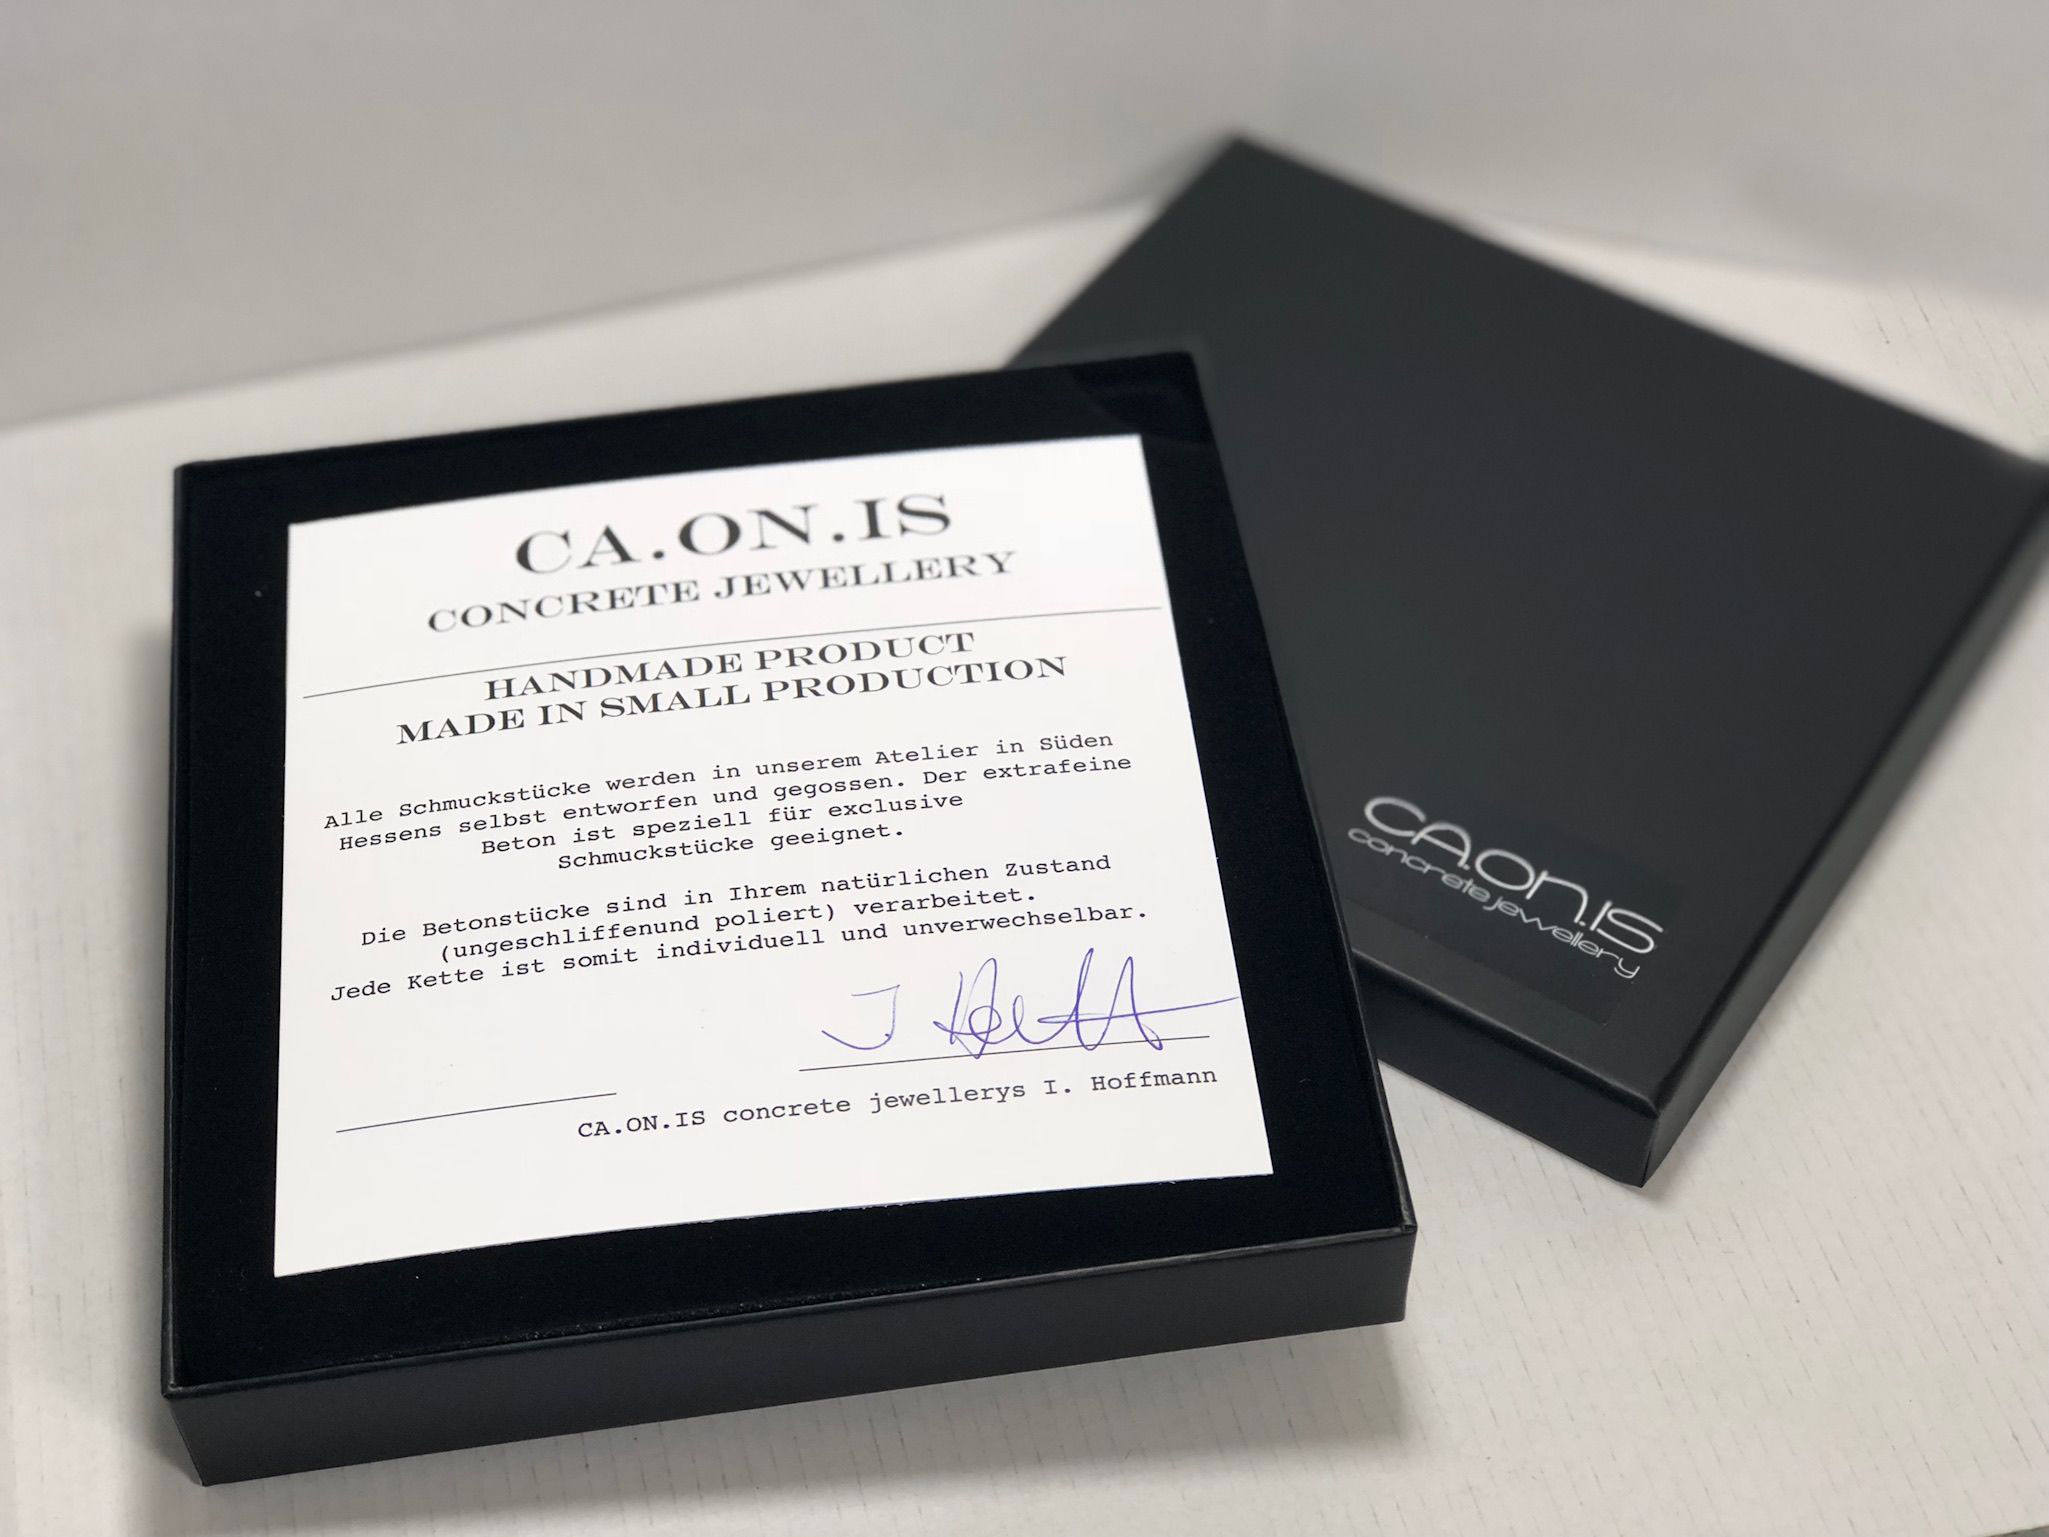 CA.ON.IS
CONCRETE JEWELLERY
HANDMADE PRODUCT
MADE IN SMALL PRODUCTION
Alle Schmuckstücke werden in unserem Atelier in Süden
Hessens selbst entworfen und gegossen. Der extrafeine
Beton ist speziell für exclusive
Schmuckstücke geeignet.
Die Betonstücke sind in Ihrem natürlichen Zustand
(ungeschliffenund poliert) verarbeitet.
Jede Kette ist somit individuell und unverwechselbar.
CA.ON.IS concrete jewellerys I. Hoffmann
CA.ON.IS
concrete jewellery